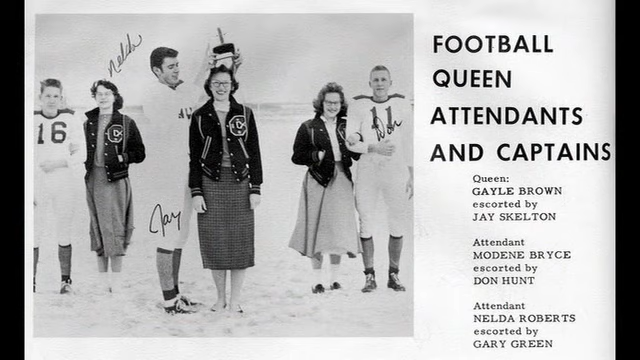 FOOTBALL
QUEEN
ATTENDANTS
AND CAPTAINS
Queen:
GAYLE BROWN
escorted by
JAY SKELTON
Attendant
MODENE BRYCE
escorted by
DON HUNT
Attendant
NELDA ROBERTS
escorted by
GARY GREEN
Nelda
Jay
Don
16